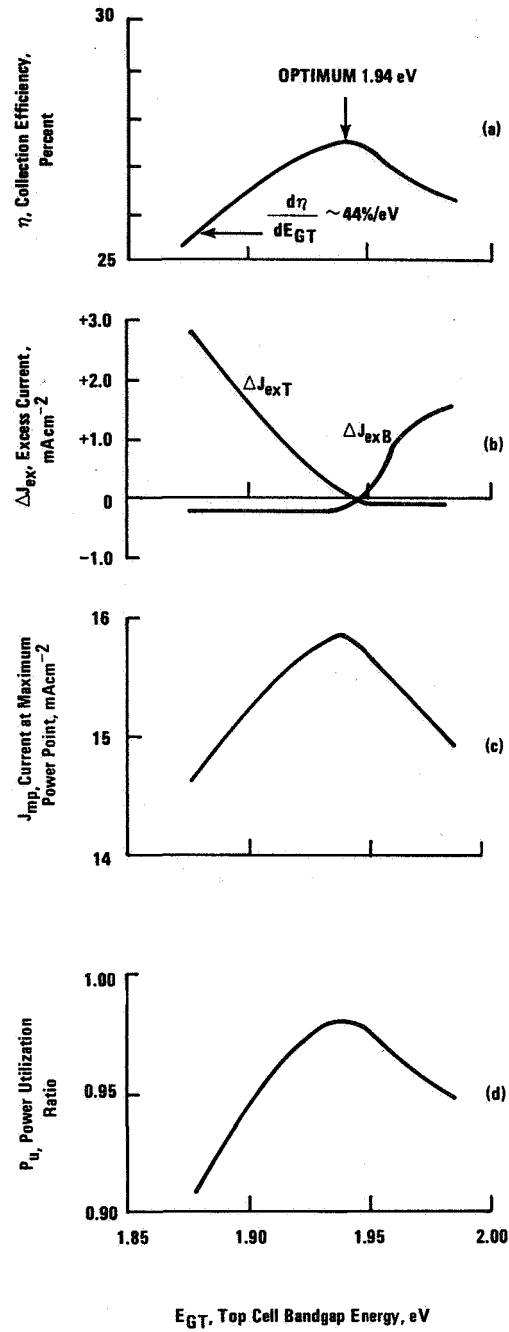 30
η, Collection Efficiency,
Percent
OPTIMUM 1.94 eV
(a)
dη
dE_GT
~44%/eV
25
+3.0
+2.0
+1.0
0
-1.0
ΔJ_ex, Excess Current,
mAcm⁻²
ΔJ_exT
ΔJ_exB
(b)
16
15
14
J_mp, Current at Maximum
Power Point, mAcm⁻²
(c)
1.00
0.95
0.90
P_u, Power Utilization
Ratio
(d)
1.85
1.90
1.95
2.00
E_GT, Top Cell Bandgap Energy, eV